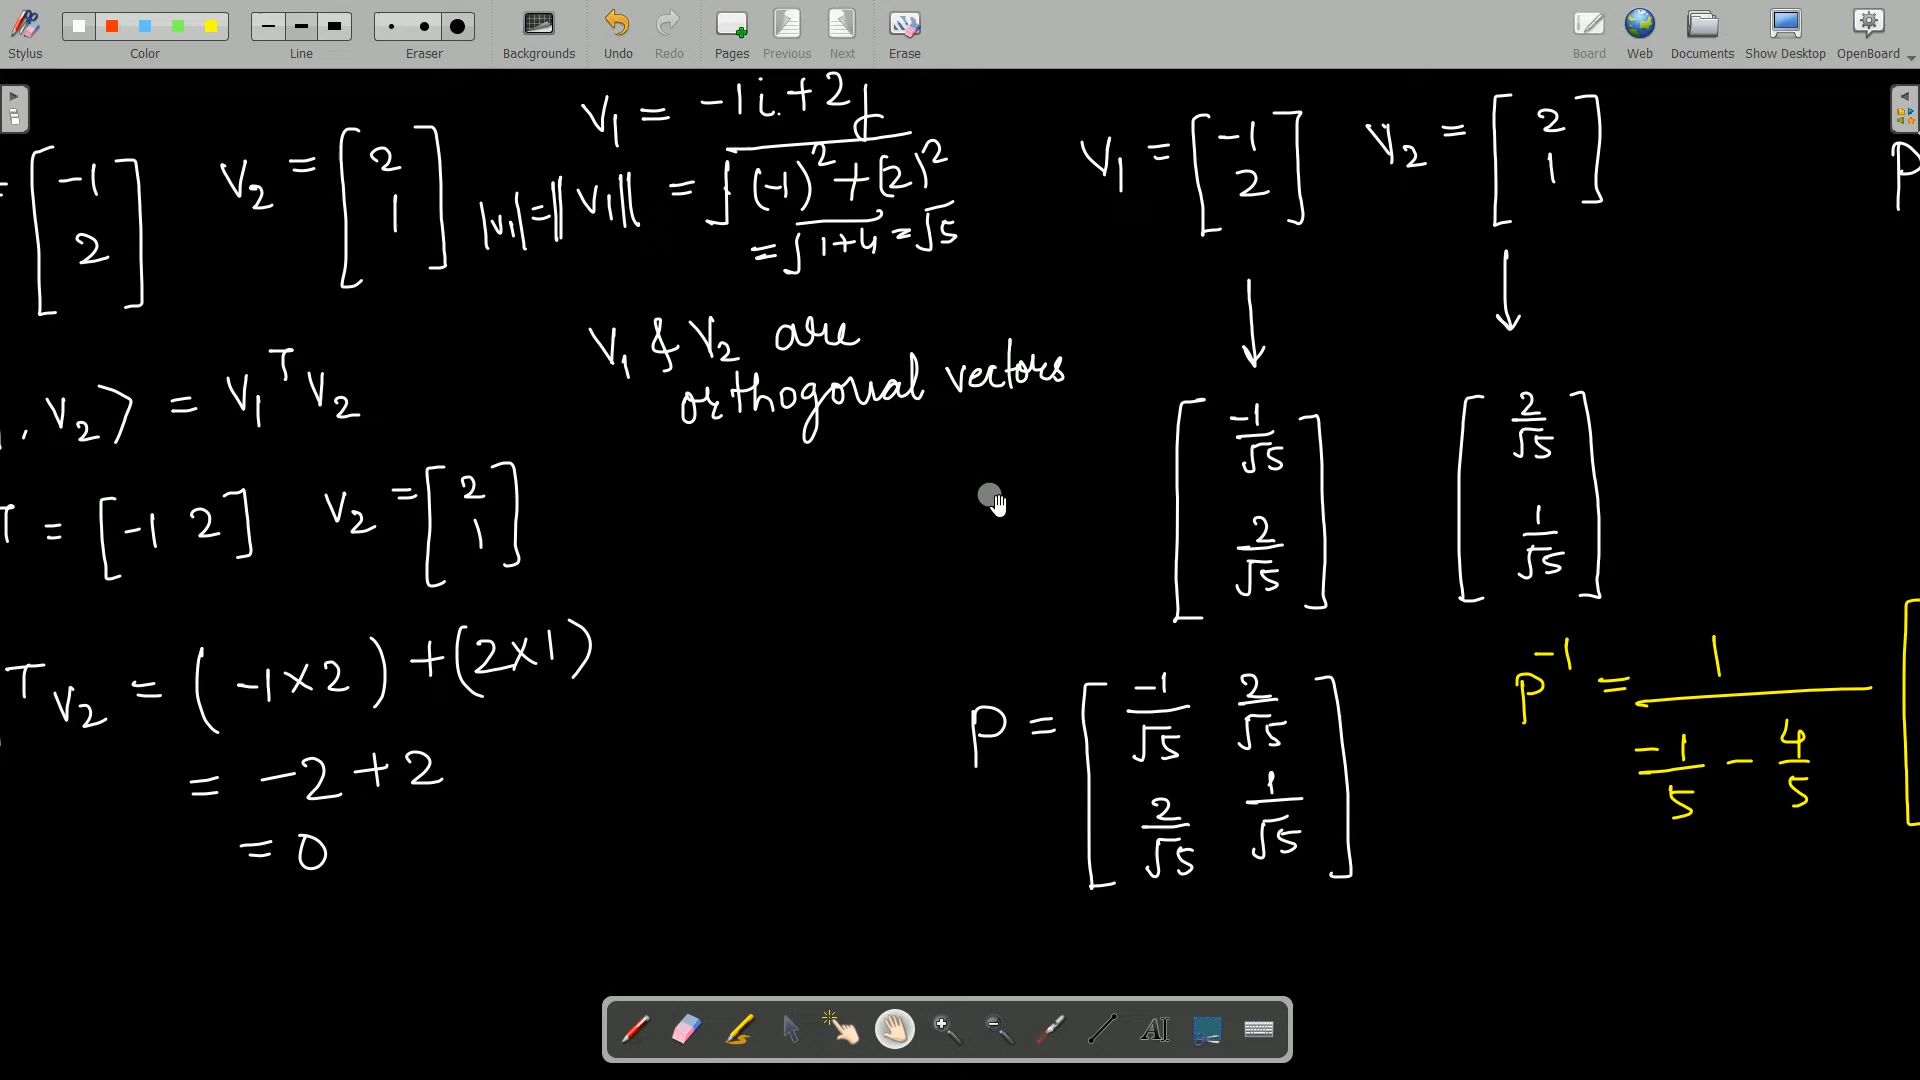 Stylus Color Line Eraser Backgrounds Undo Redo Pages Previous Next Erase Board Web Documents Show Desktop OpenBoard
[-1 2] V₂ = [2 1]
V₁ = -1i + 2j
|V₁| = ||V₁|| = √(-1)² + (2)²
= √1+4 = √5
V₁ & V₂ are
orthogonal vectors
, V₂⟩ = V₁ᵀ V₂
T = [-1 2] V₂ = [2 1]
T V₂ = (-1×2) + (2×1)
= -2 + 2
= 0
V₁ = [-1 2] V₂ = [2 1]
P
[-1/√5 2/√5] [2/√5 1/√5]
P = [-1/√5 2/√5
2/√5 1/√5]
P⁻¹ = 1/(-1/5 - 4/5) [
AI